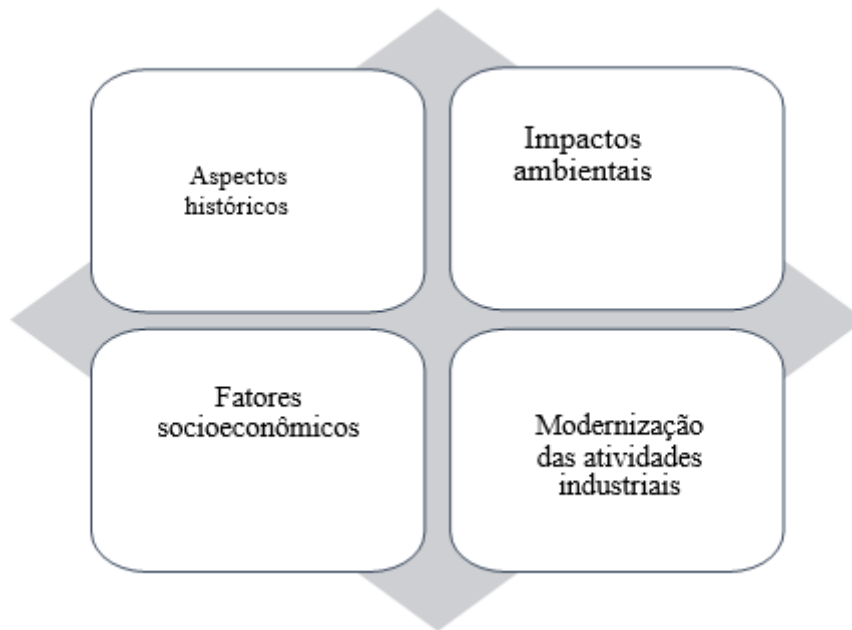 Aspectos
históricos
Impactos
ambientais
Fatores
socioeconômicos
Modernização
das atividades
industriais